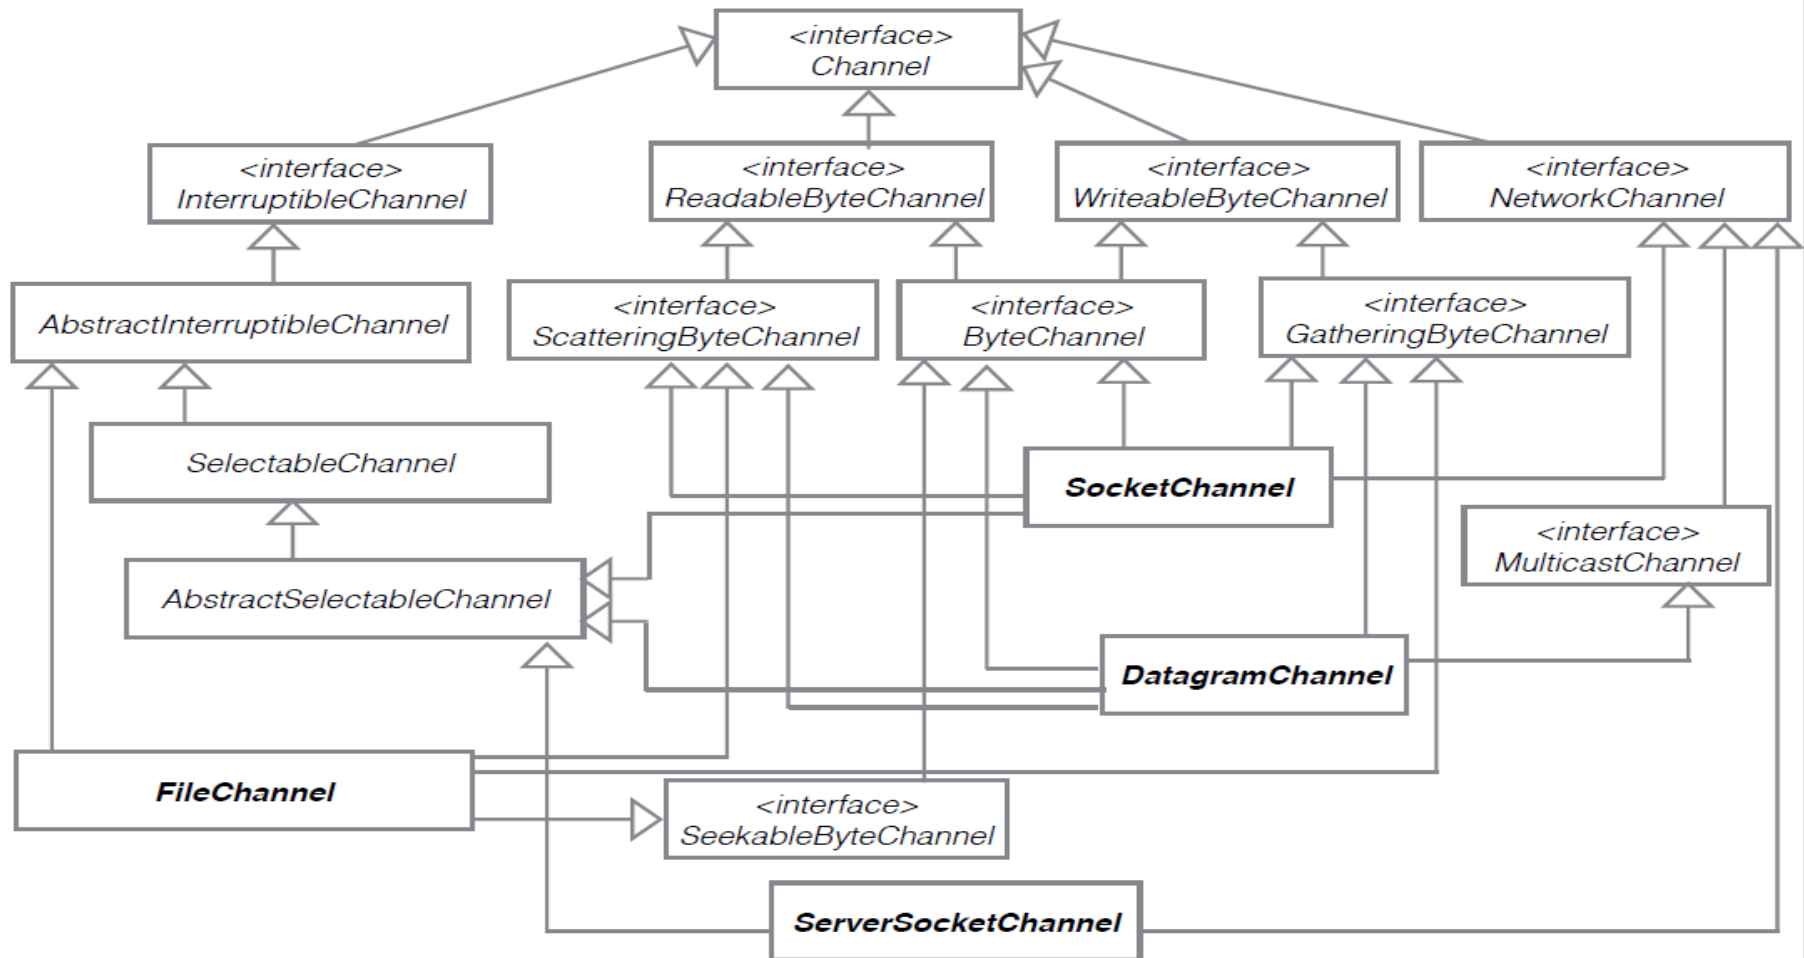 <interface>
Channel
<interface>
InterruptibleChannel
<interface>
ReadableByteChannel
<interface>
WriteableByteChannel
<interface>
NetworkChannel
AbstractInterruptibleChannel
<interface>
ScatteringByteChannel
<interface>
ByteChannel
<interface>
GatheringByteChannel
SelectableChannel
SocketChannel
<interface>
MulticastChannel
AbstractSelectableChannel
DatagramChannel
FileChannel
<interface>
SeekableByteChannel
ServerSocketChannel